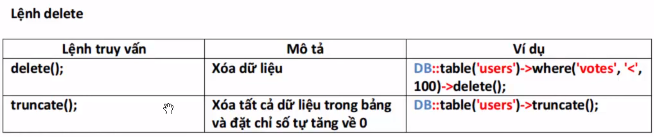 Lệnh delete
Lệnh truy vấn Mô tả Ví dụ
delete(); Xóa dữ liệu DB::table('users')->where('votes', '<',
100)->delete();
truncate(); Xóa tất cả dữ liệu trong bảng DB::table('users')->truncate();
và đặt chỉ số tự tăng về 0